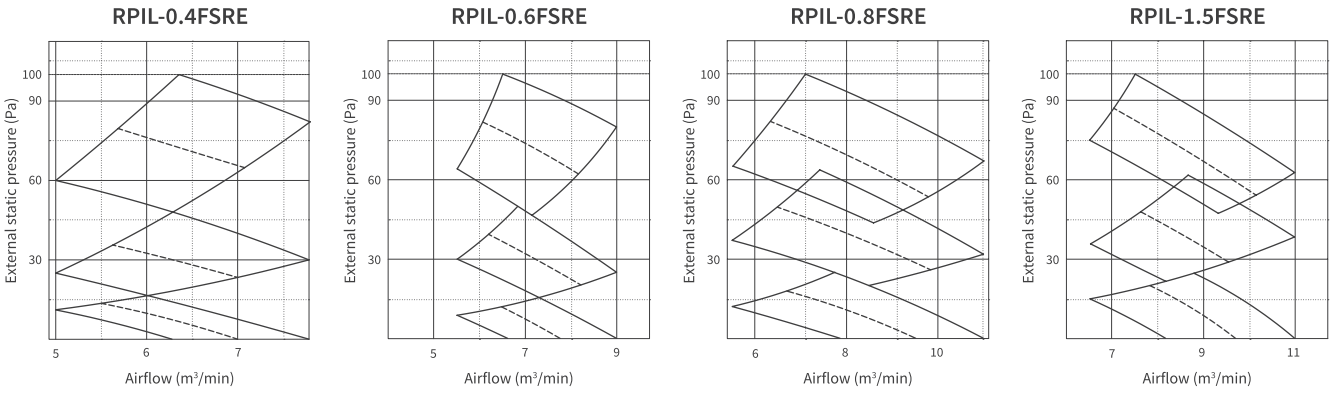 RPIL-0.4FSRE
External static pressure (Pa)
100
90
60
30
5 6 7
Airflow (m³/min)
RPIL-0.6FSRE
External static pressure (Pa)
100
90
60
30
5 7 9
Airflow (m³/min)
RPIL-0.8FSRE
External static pressure (Pa)
100
90
60
30
6 8 10
Airflow (m³/min)
RPIL-1.5FSRE
External static pressure (Pa)
100
90
60
30
7 9 11
Airflow (m³/min)